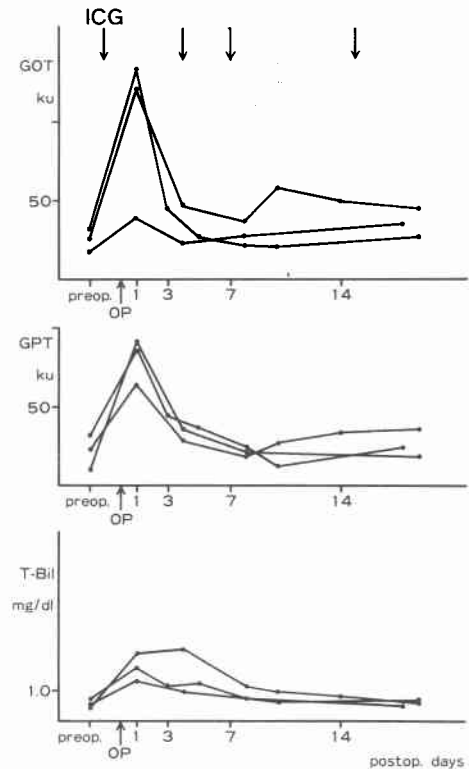 ICG
GOT
ku
50
preop. 1 3 7 14
OP
GPT
ku
50
preop. 1 3 7 14
OP
T-Bil
mg/dl
1.0
preop. 1 3 7 14
OP
postop. days